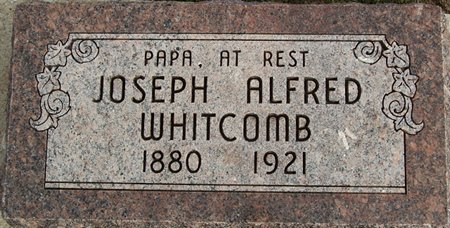 PAPA, AT REST
JOSEPH ALFRED
WHITCOMB
1880 1921